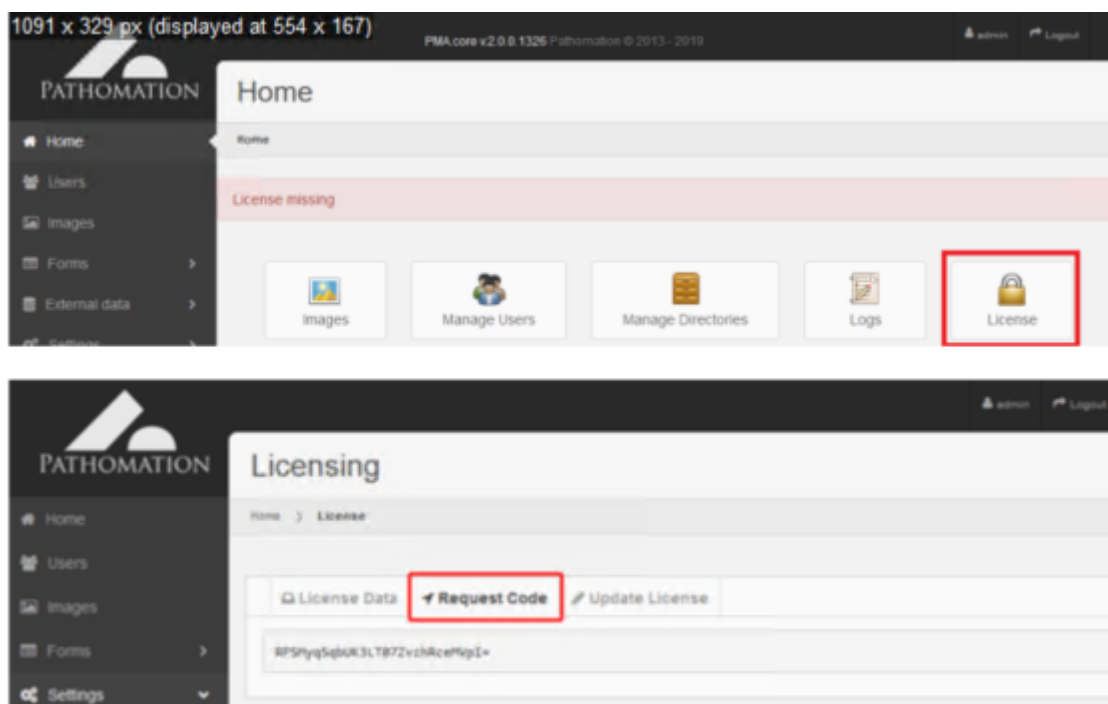 1091 x 329 px (displayed at 554 x 167)
PMA.core v2.0.0.1326 Pathomation © 2013 - 2019
admin Logout
PATHOMATION
Home
Home
Home
Users
License missing
Images
Forms
External data
Settings
Images Manage Users Manage Directories Logs License
admin Logout
PATHOMATION
Licensing
Home
Home > License
Users
License Data Request Code Update License
Images
Forms
Settings